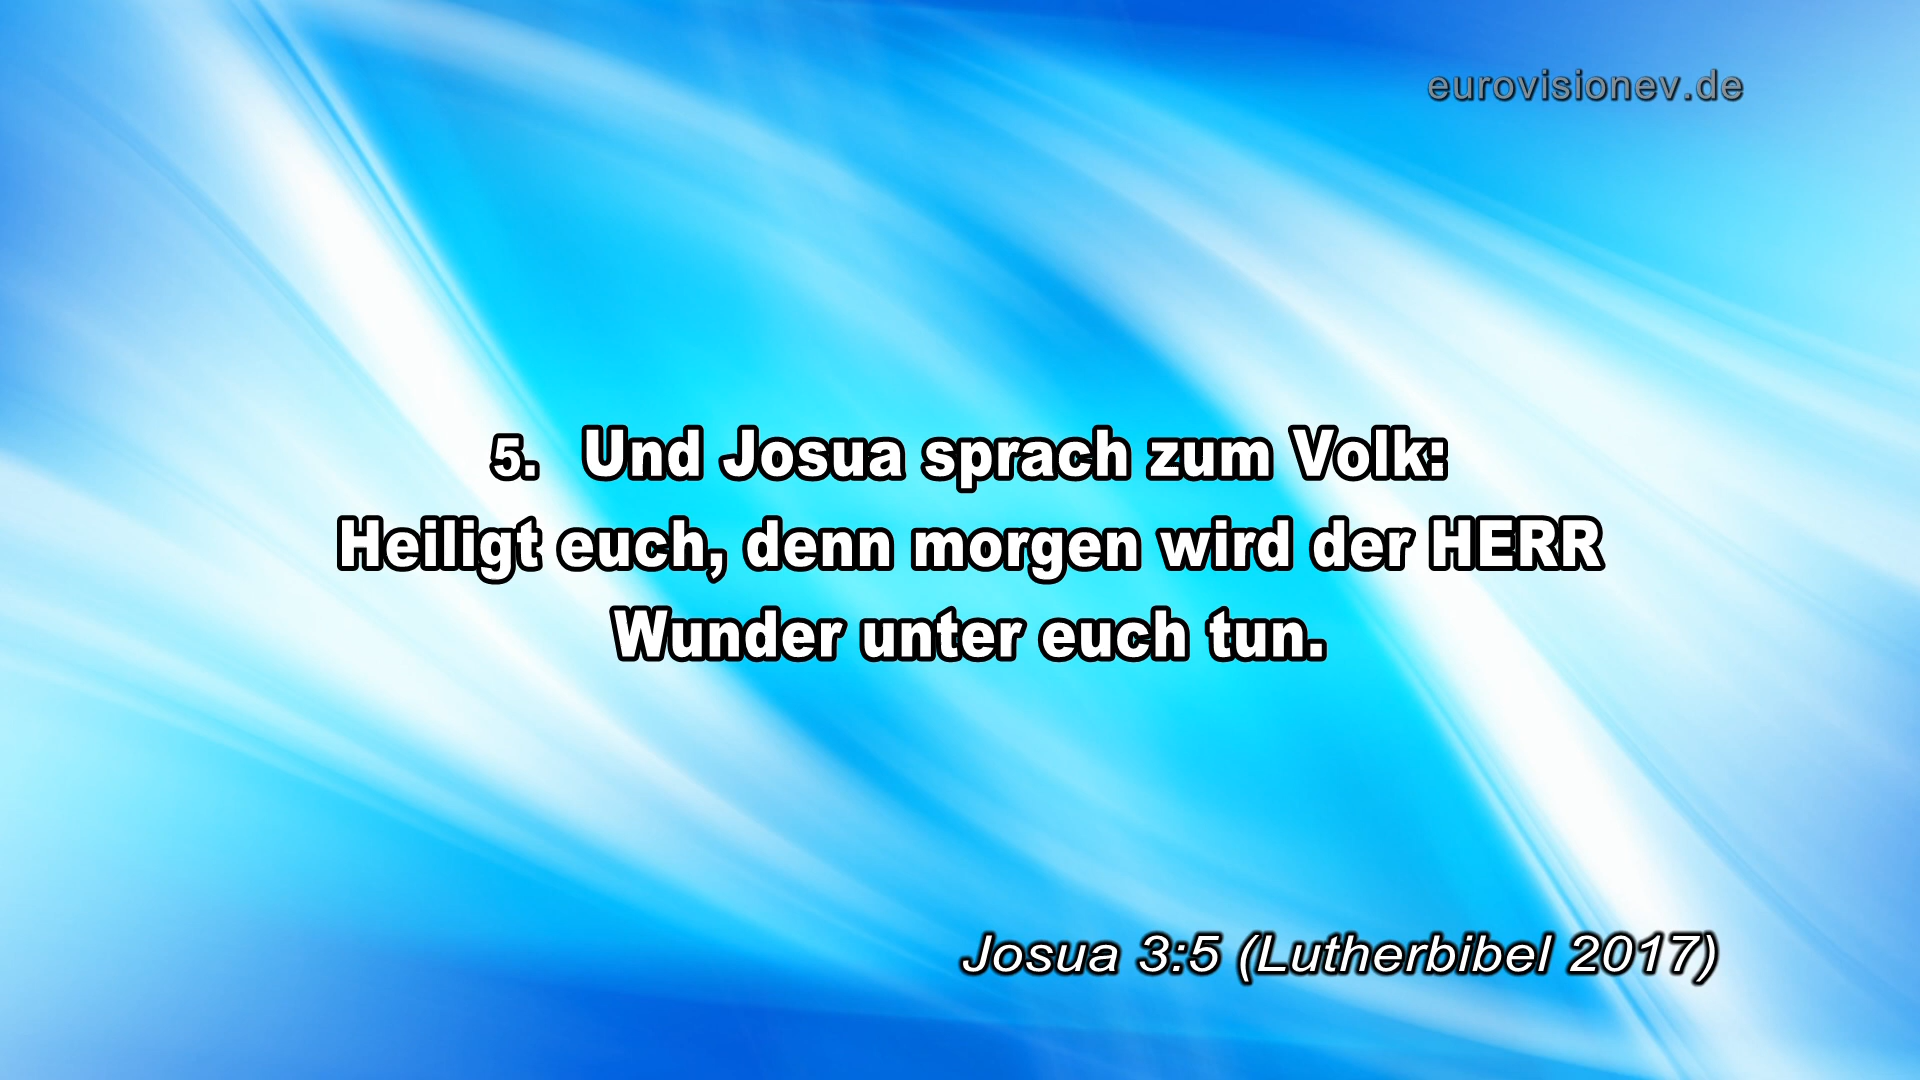 eurovisionev.de
5. Und Josua sprach zum Volk:
Heiligt euch, denn morgen wird der HERR
Wunder unter euch tun.
Josua 3:5 (Lutherbibel 2017)